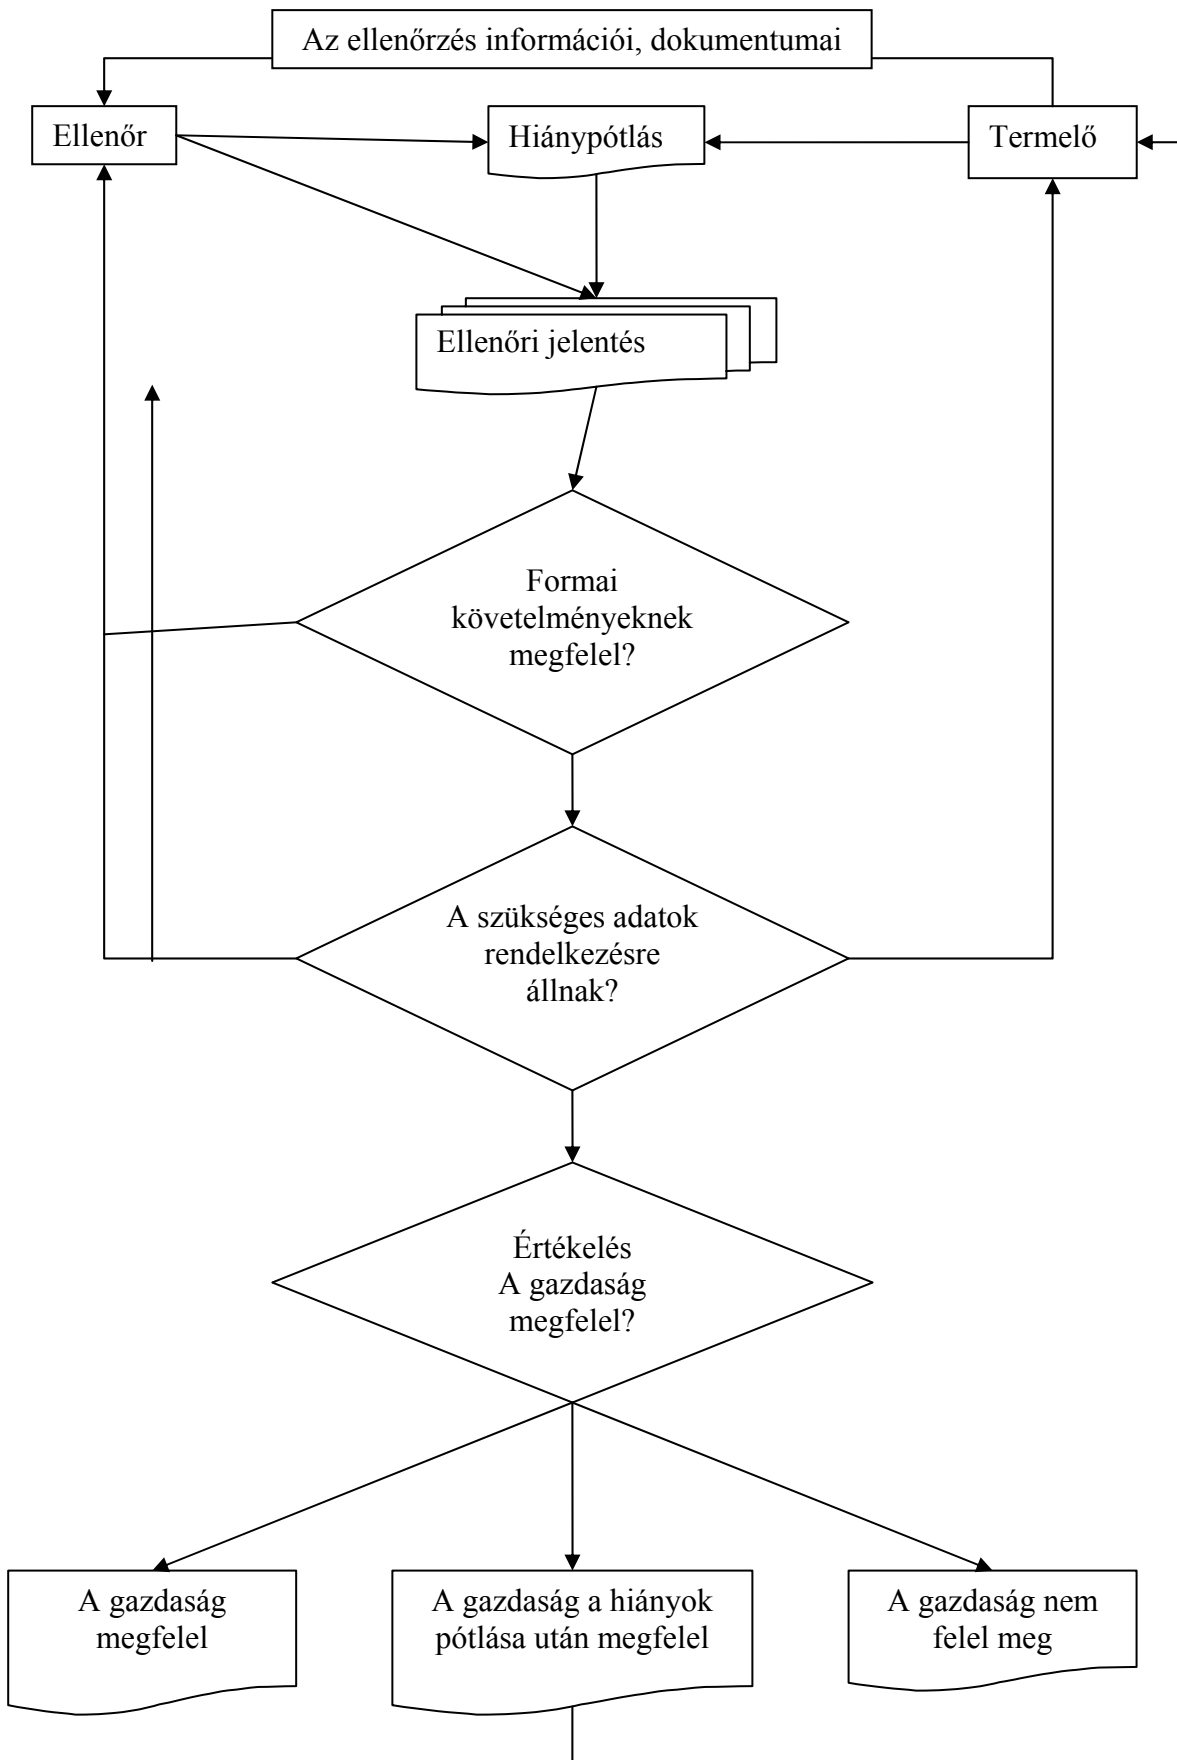 Az ellenőrzés információi, dokumentumai
Ellenőr
Hiánypótlás
Termelő
Ellenőri jelentés
Formai
követelményeknek
megfelel?
A szükséges adatok
rendelkezésre
állnak?
Értékelés
A gazdaság
megfelel?
A gazdaság
megfelel
A gazdaság a hiányok
pótlása után megfelel
A gazdaság nem
felel meg